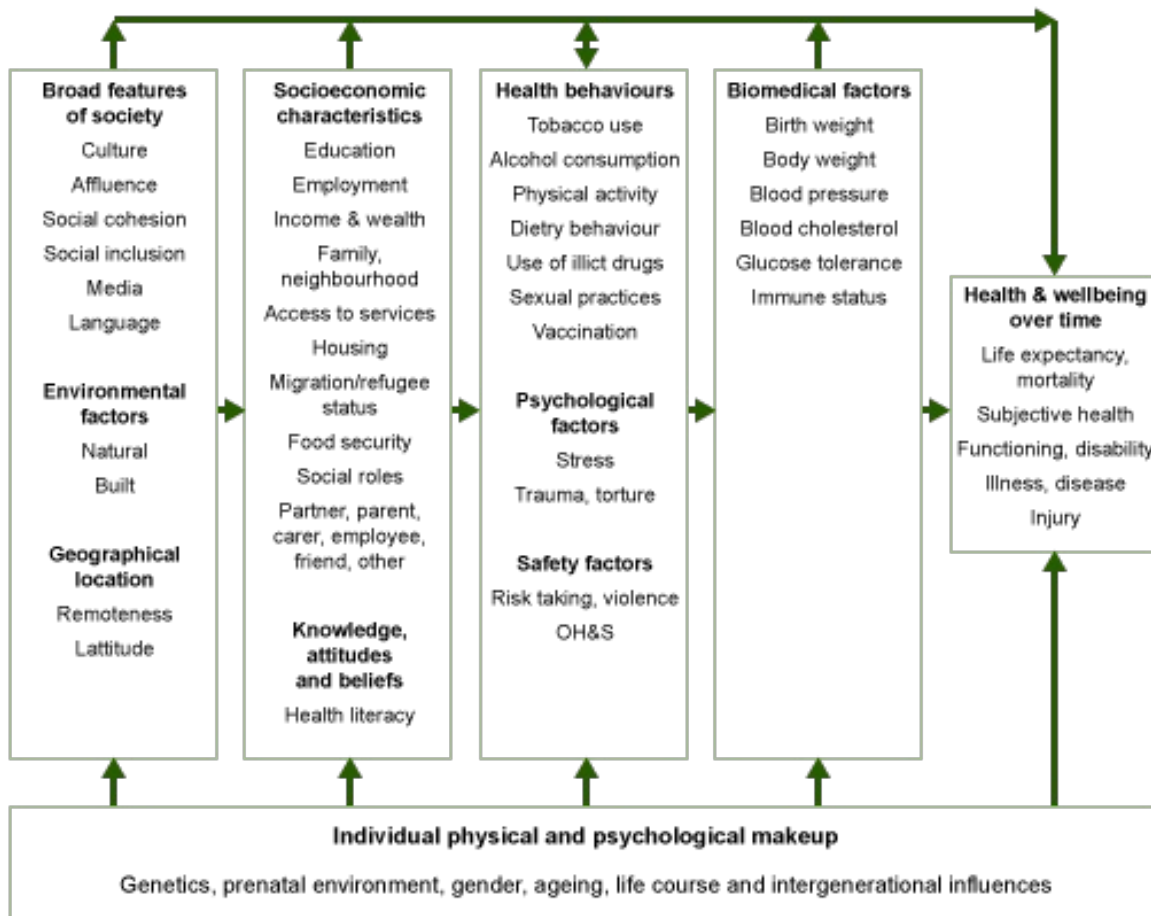 Broad features
of society
Culture
Affluence
Social cohesion
Social inclusion
Media
Language
Environmental
factors
Natural
Built
Geographical
location
Remoteness
Lattitude
Socioeconomic
characteristics
Education
Employment
Income & wealth
Family,
neighbourhood
Access to services
Housing
Migration/refugee
status
Food security
Social roles
Partner, parent,
carer, employee,
friend, other
Knowledge,
attitudes
and beliefs
Health literacy
Health behaviours
Tobacco use
Alcohol consumption
Physical activity
Dietry behaviour
Use of illict drugs
Sexual practices
Vaccination
Psychological
factors
Stress
Trauma, torture
Safety factors
Risk taking, violence
OH&S
Biomedical factors
Birth weight
Body weight
Blood pressure
Blood cholesterol
Glucose tolerance
Immune status
Health & wellbeing
over time
Life expectancy,
mortality
Subjective health
Functioning, disability
Illness, disease
Injury
Individual physical and psychological makeup
Genetics, prenatal environment, gender, ageing, life course and intergenerational influences